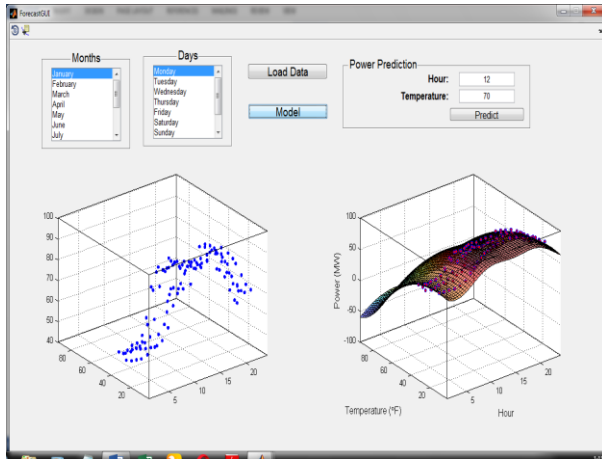 ForecastGUI
Months
January
February
March
April
May
June
July
Days
Monday
Tuesday
Wednesday
Thursday
Friday
Saturday
Sunday
Load Data
Model
Power Prediction
Hour: 12
Temperature: 70
Predict
100
90
80
70
60
50
40
80
60
40
20
5
10
15
20
100
50
0
-50
-100
Power (MW)
80
60
40
20
5
10
15
20
Temperature (ºF)
Hour